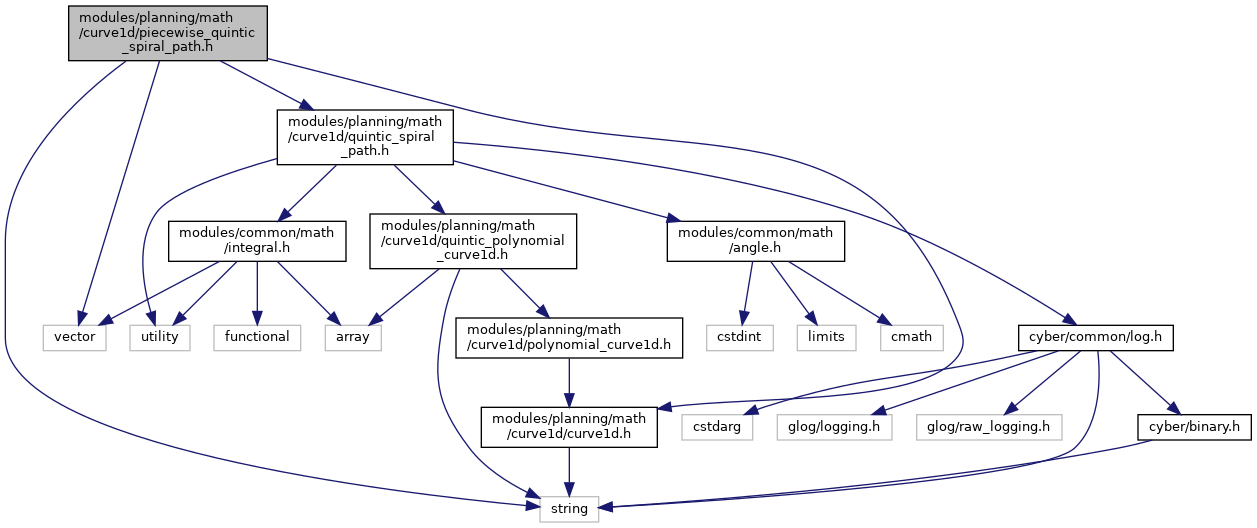 modules/planning/math
/curve1d/piecewise_quintic
_spiral_path.h
modules/planning/math
/curve1d/quintic_spiral
_path.h
modules/common/math
/integral.h
modules/planning/math
/curve1d/quintic_polynomial
_curve1d.h
modules/common/math
/angle.h
vector
utility
functional
array
modules/planning/math
/curve1d/polynomial_curve1d.h
cstdint
limits
cmath
cyber/common/log.h
modules/planning/math
/curve1d/curve1d.h
cstdarg
glog/logging.h
glog/raw_logging.h
cyber/binary.h
string